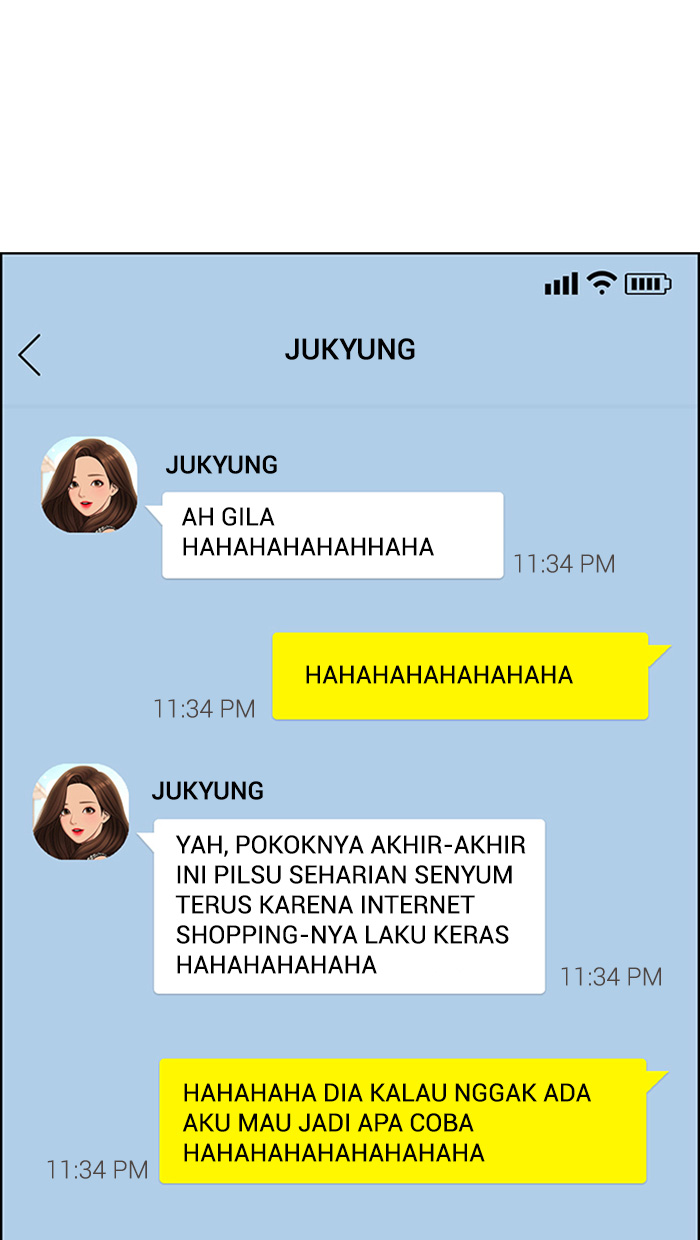 JUKYUNG
JUKYUNG
AH GILA
HAHAHAHAHAHHAHA
11:34 PM
HAHAHAHAHAHAHAHA
11:34 PM
JUKYUNG
YAH, POKOKNYA AKHIR-AKHIR
INI PILSU SEHARIAN SENYUM
TERUS KARENA INTERNET
SHOPPING-NYA LAKU KERAS
HAHAHAHAHAHA
11:34 PM
HAHAHAHA DIA KALAU NGGAK ADA
AKU MAU JADI APA COBA
HAHAHAHAHAHAHAHAHA
11:34 PM